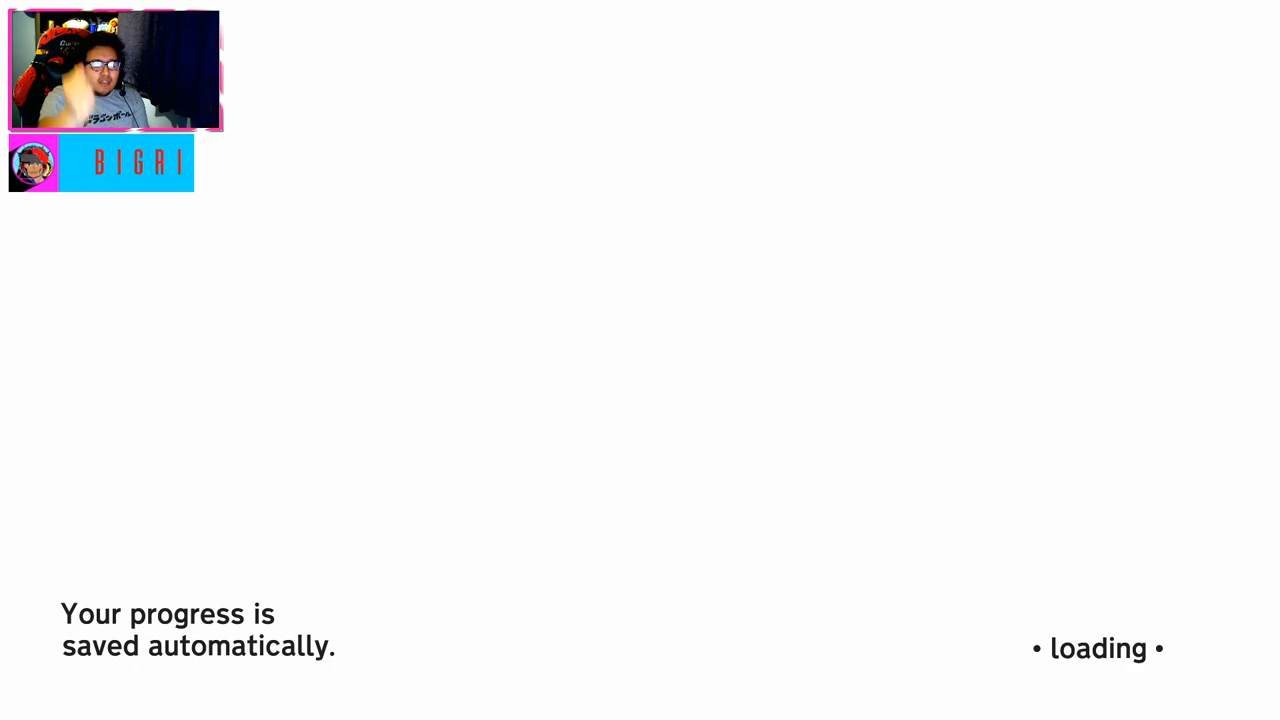 BIGRI
Your progress is
saved automatically.
• loading •